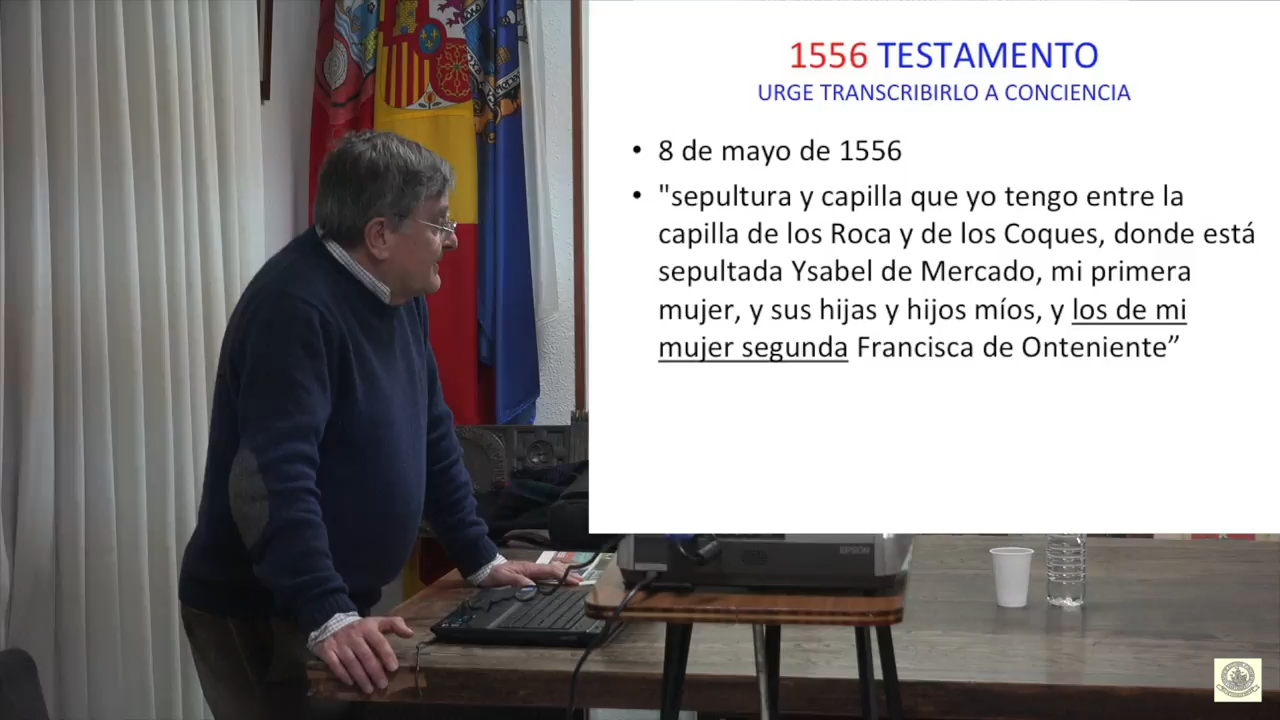 1556 TESTAMENTO
URGE TRANSCRIBIRLO A CONCIENCIA
• 8 de mayo de 1556
• "sepultura y capilla que yo tengo entre la
capilla de los Roca y de los Coques, donde está
sepultada Ysabel de Mercado, mi primera
mujer, y sus hijas y hijos míos, y los de mi
mujer segunda Francisca de Onteniente”
EPSON